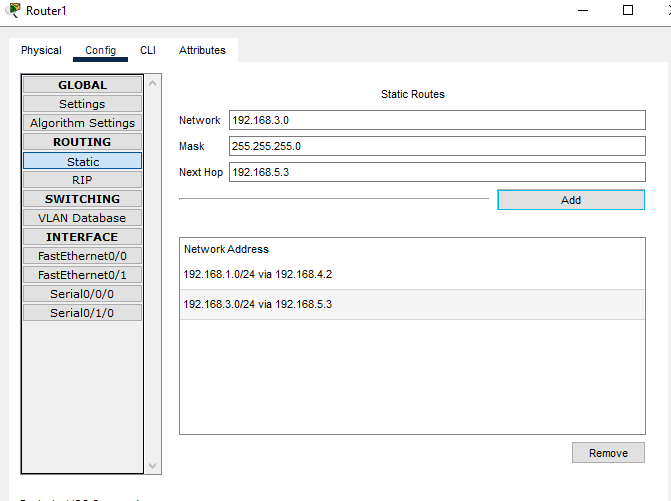 Router1
Physical Config CLI Attributes
GLOBAL
Settings
Algorithm Settings
ROUTING
Static
RIP
SWITCHING
VLAN Database
INTERFACE
FastEthernet0/0
FastEthernet0/1
Serial0/0/0
Serial0/1/0
Static Routes
Network 192.168.3.0
Mask 255.255.255.0
Next Hop 192.168.5.3
Add
Network Address
192.168.1.0/24 via 192.168.4.2
192.168.3.0/24 via 192.168.5.3
Remove